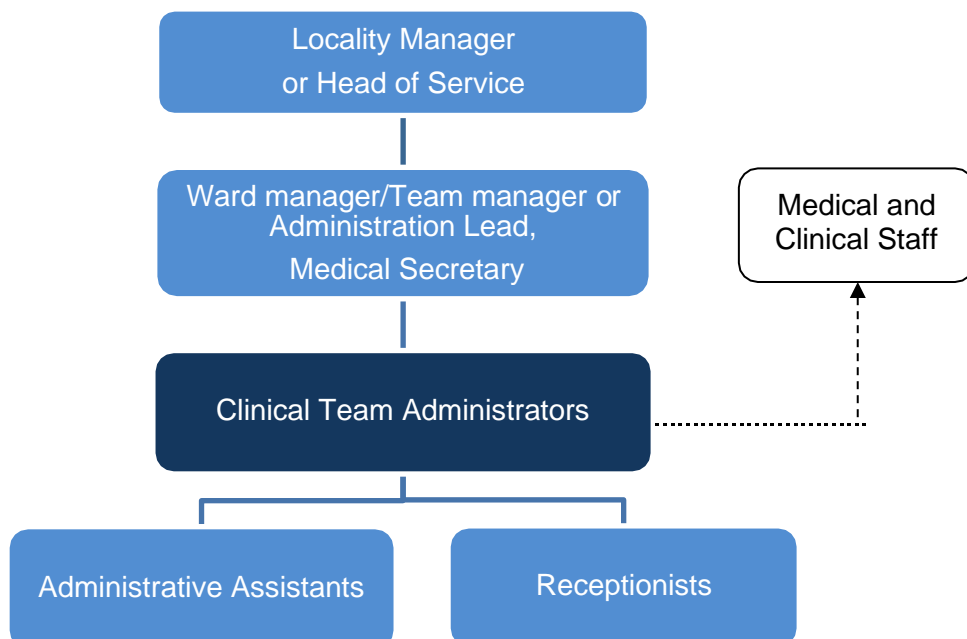 Locality Manager
or Head of Service
Ward manager/Team manager or
Administration Lead,
Medical Secretary
Medical and
Clinical Staff
Clinical Team Administrators
Administrative Assistants
Receptionists